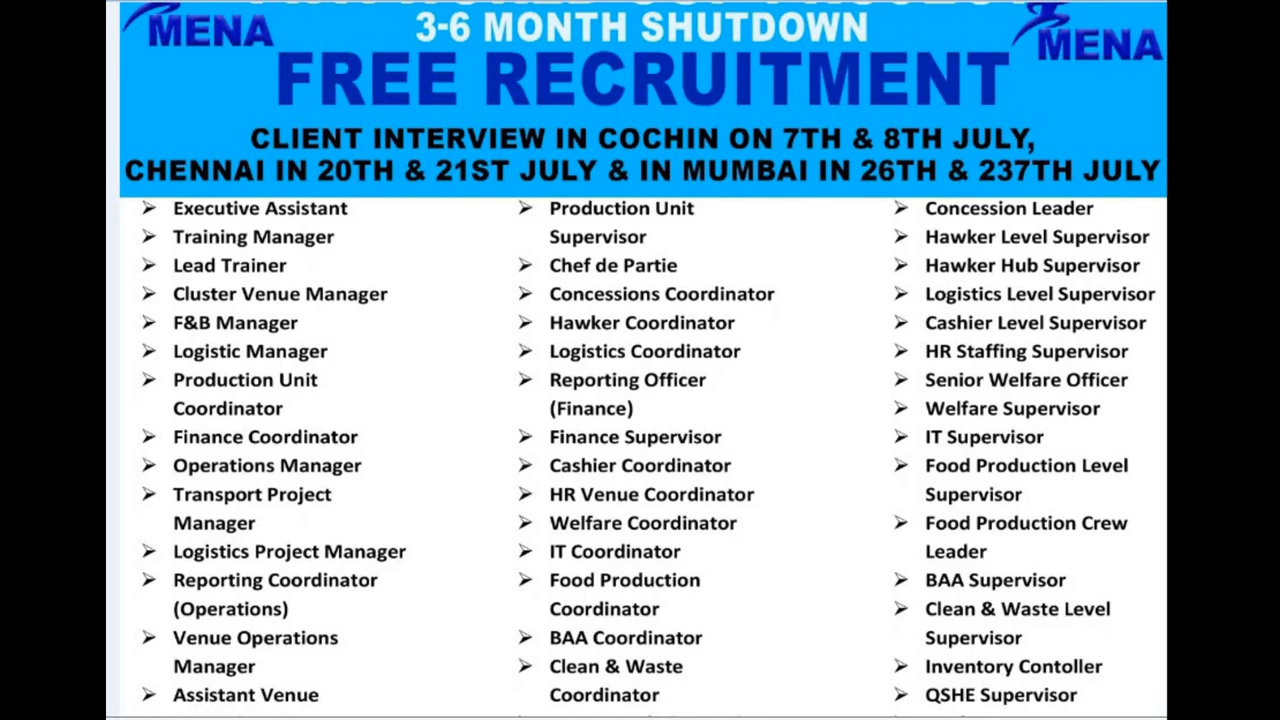 MENA
3-6 MONTH SHUTDOWN
MENA
FREE RECRUITMENT
CLIENT INTERVIEW IN COCHIN ON 7TH & 8TH JULY,
CHENNAI IN 20TH & 21ST JULY & IN MUMBAI IN 26TH & 237TH JULY
Executive Assistant
Training Manager
Lead Trainer
Cluster Venue Manager
F&B Manager
Logistic Manager
Production Unit
Coordinator
Finance Coordinator
Operations Manager
Transport Project
Manager
Logistics Project Manager
Reporting Coordinator
(Operations)
Venue Operations
Manager
Assistant Venue
Production Unit
Supervisor
Chef de Partie
Concessions Coordinator
Hawker Coordinator
Logistics Coordinator
Reporting Officer
(Finance)
Finance Supervisor
Cashier Coordinator
HR Venue Coordinator
Welfare Coordinator
IT Coordinator
Food Production
Coordinator
BAA Coordinator
Clean & Waste
Coordinator
Concession Leader
Hawker Level Supervisor
Hawker Hub Supervisor
Logistics Level Supervisor
Cashier Level Supervisor
HR Staffing Supervisor
Senior Welfare Officer
Welfare Supervisor
IT Supervisor
Food Production Level
Supervisor
Food Production Crew
Leader
BAA Supervisor
Clean & Waste Level
Supervisor
Inventory Contoller
QSHE Supervisor